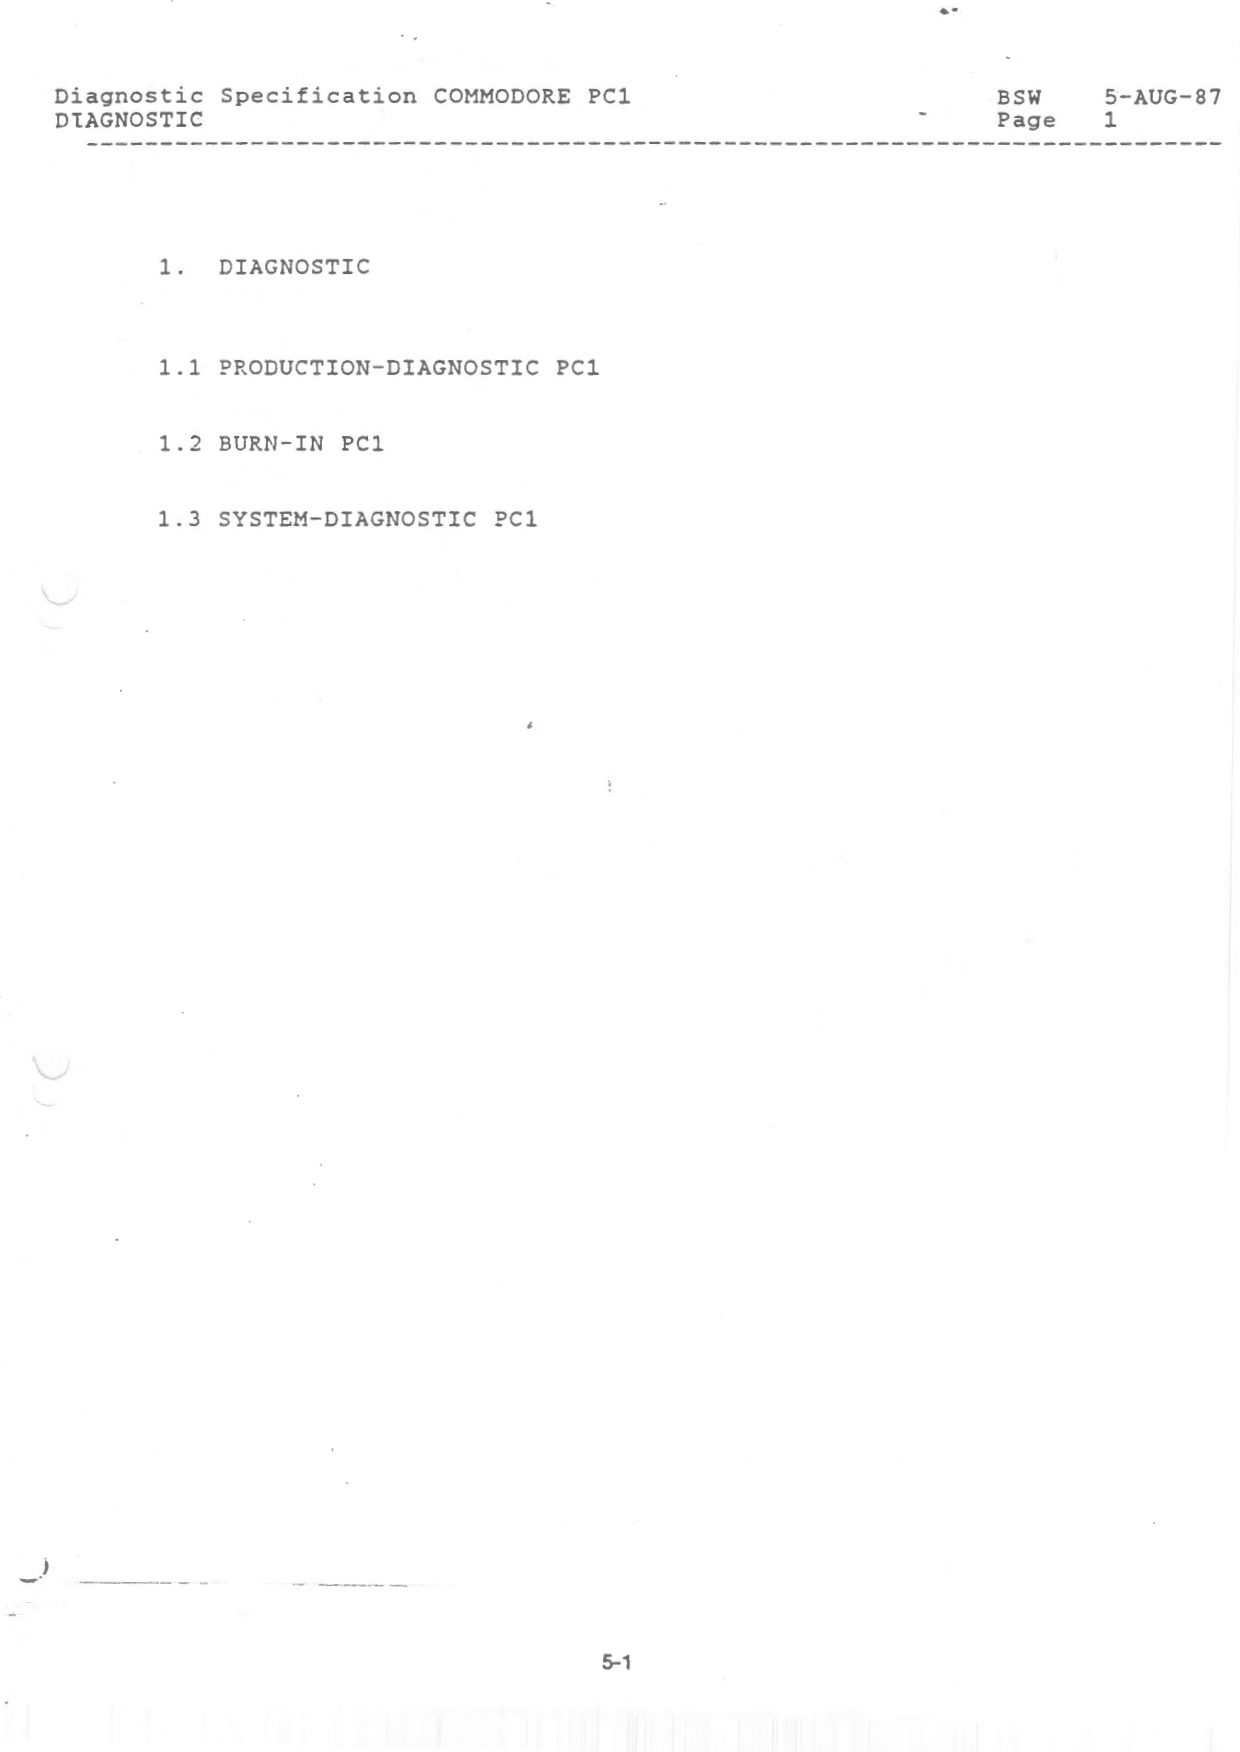 Diagnostic Specification COMMODORE PC1 BSW 5-AUG-87
DIAGNOSTIC Page 1
1. DIAGNOSTIC
1.1 PRODUCTION-DIAGNOSTIC PC1
1.2 BURN-IN PC1
1.3 SYSTEM-DIAGNOSTIC PC1
5-1